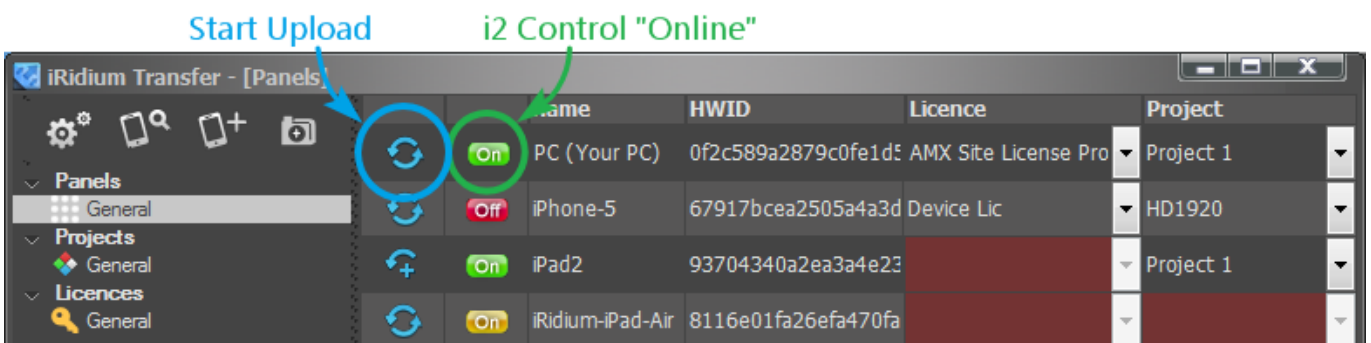 Start Upload
i2 Control "Online"
iRidium Transfer - [Panels]
HWID
Licence
Project
On
PC (Your PC)
0f2c589a2879c0fe1d
AMX Site License Pro
Project 1
Panels
General
Off
iPhone-5
67917bcea2505a4a3d
Device Lic
HD1920
Projects
General
On
iPad2
93704340a2ea3a4e23
Project 1
Licences
General
On
iRidium-iPad-Air
8116e01fa26efa470fa